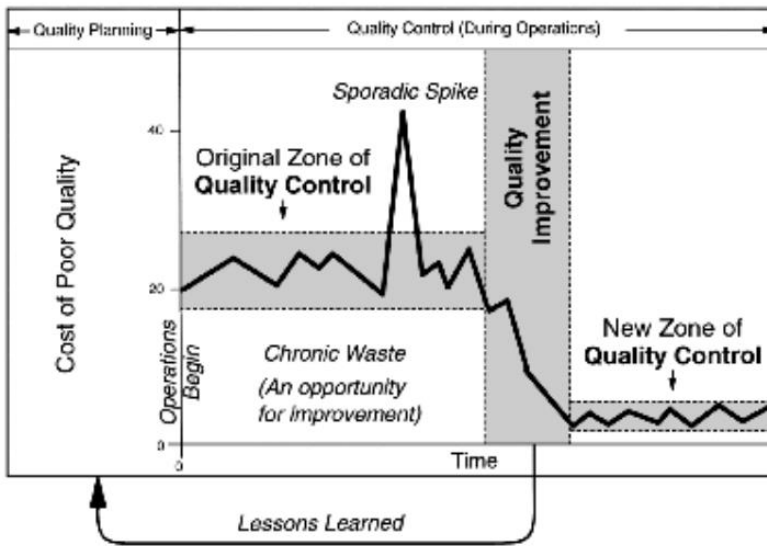 Quality Planning
Quality Control (During Operations)
Sporadic Spike
40
Original Zone of
Quality Control
Quality
Improvement
Cost of Poor Quality
20
New Zone of
Quality Control
Operations
Begin
Chronic Waste
(An opportunity
for improvement)
0
0
Time
Lessons Learned